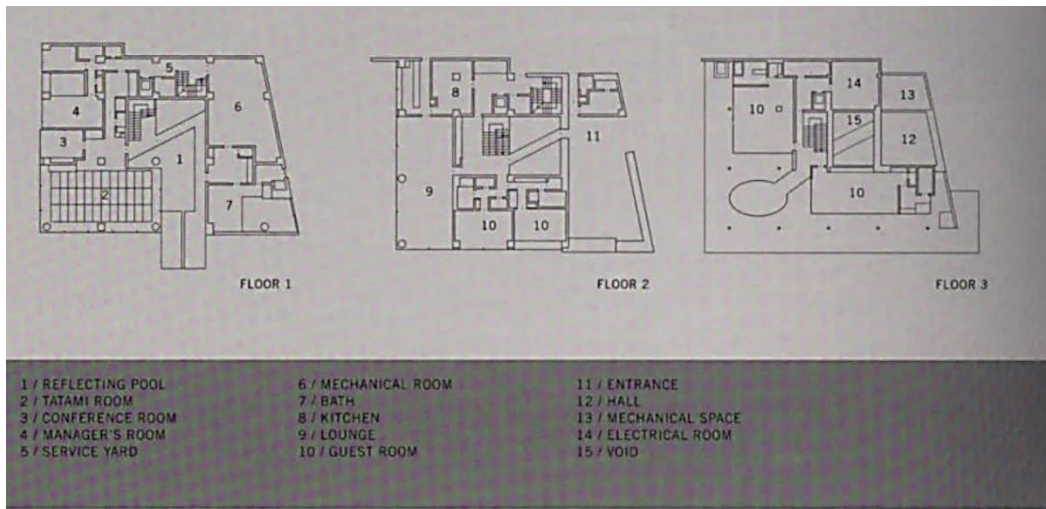 5
6
4
3
1
2
7
FLOOR 1
8
11
9
10
10
FLOOR 2
14
13
10
15
12
10
FLOOR 3
1 / REFLECTING POOL
2 / TATAMI ROOM
3 / CONFERENCE ROOM
4 / MANAGER'S ROOM
5 / SERVICE YARD
6 / MECHANICAL ROOM
7 / BATH
8 / KITCHEN
9 / LOUNGE
10 / GUEST ROOM
11 / ENTRANCE
12 / HALL
13 / MECHANICAL SPACE
14 / ELECTRICAL ROOM
15 / VOID